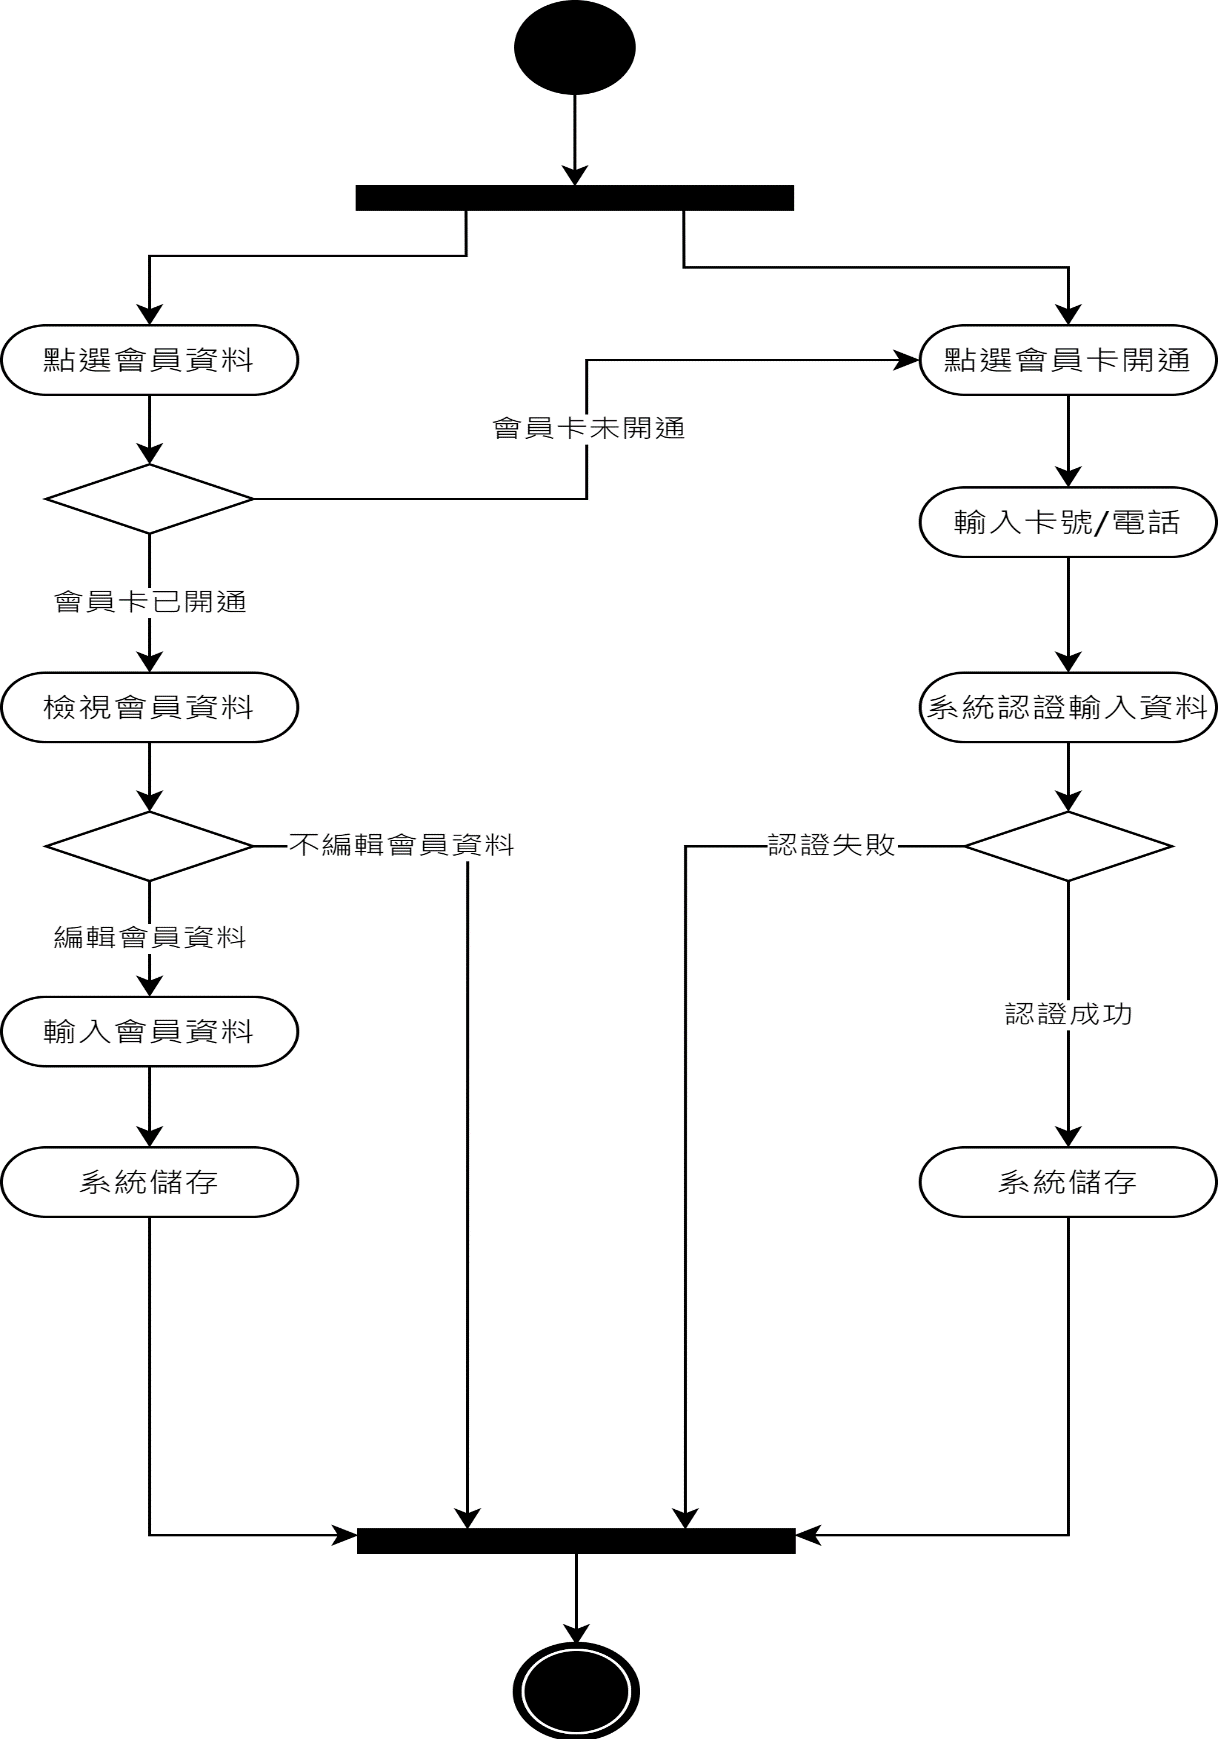 點選會員資料
點選會員卡開通
會員卡未開通
輸入卡號/電話
會員卡已開通
檢視會員資料
系統認證輸入資料
不編輯會員資料
認證失敗
編輯會員資料
認證成功
輸入會員資料
系統儲存
系統儲存